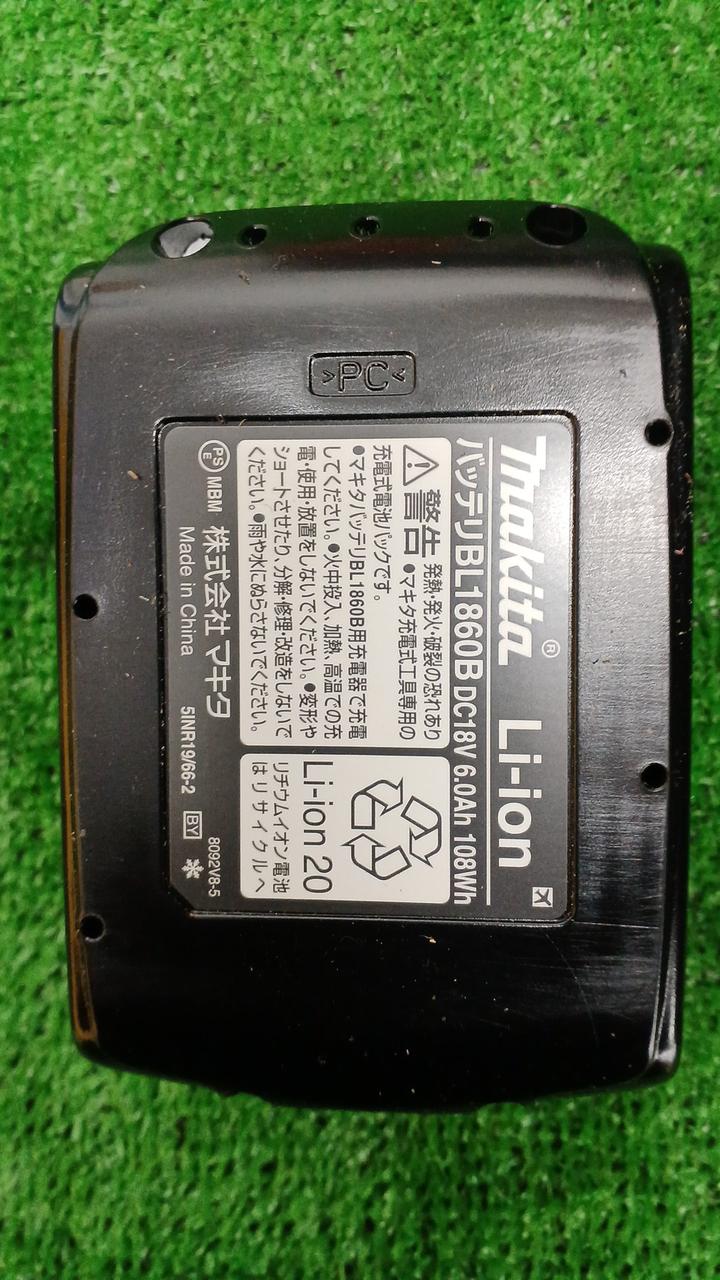 >PC<
makita® Li-ion
バッテリBL1860B DC18V 6.0Ah 108Wh
警告 発熱・発火・破裂の恐れあり
●マキタ充電式工具専用の
充電式電池パックです。
●マキタバッテリBL1860B用充電器で充電
してください。●火中投入、加熱、高温での充
電・使用・放置をしないでください。●変形や
ショートさせたり、分解・修理・改造をしないで
ください。●雨や水にぬらさないでください。
Li-ion 20
リチウムイオン電池
はリサイクルへ
PS
E
MBM 株式会社 マキタ
Made in China
5INR19/66-2
BY
8092V8-5